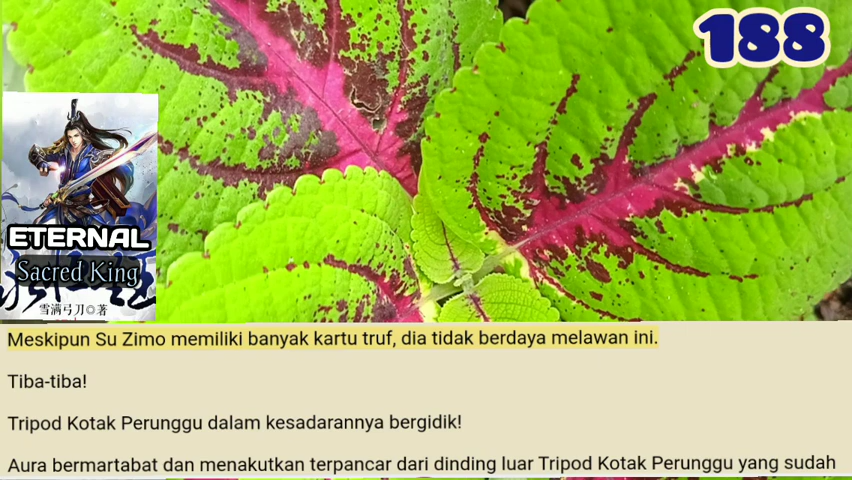 188
ETERNAL
Sacred King
雪满弓刀◎著
Meskipun Su Zimo memiliki banyak kartu truf, dia tidak berdaya melawan ini.
Tiba-tiba!
Tripod Kotak Perunggu dalam kesadarannya bergidik!
Aura bermartabat dan menakutkan terpancar dari dinding luar Tripod Kotak Perunggu yang sudah